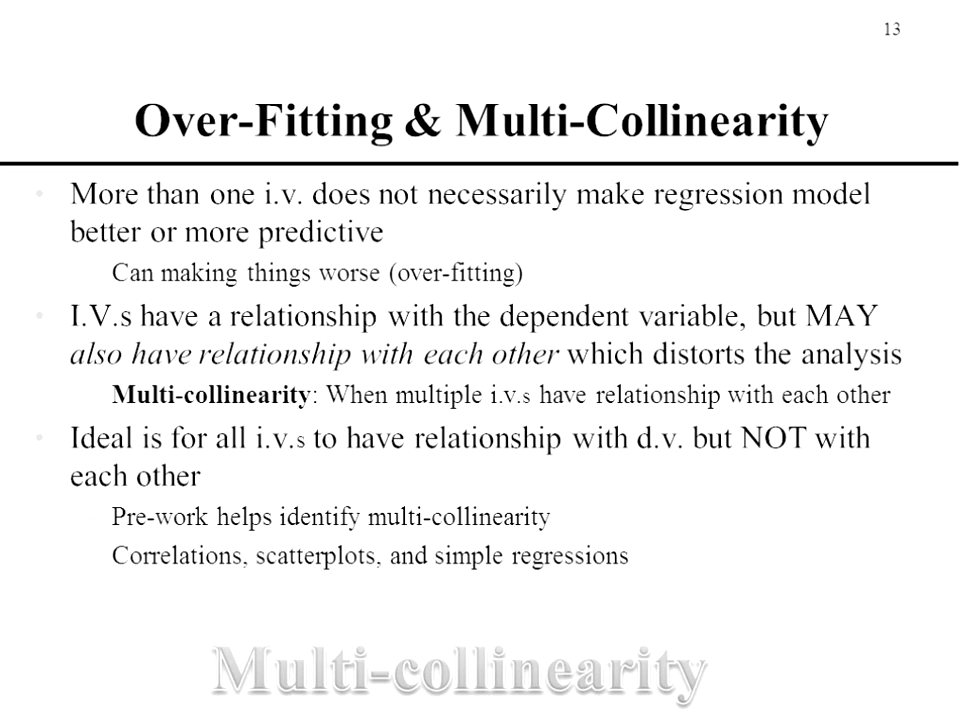 13
Over-Fitting & Multi-Collinearity
• More than one i.v. does not necessarily make regression model
better or more predictive
Can making things worse (over-fitting)
• I.V.s have a relationship with the dependent variable, but MAY
also have relationship with each other which distorts the analysis
Multi-collinearity: When multiple i.v.s have relationship with each other
• Ideal is for all i.v.s to have relationship with d.v. but NOT with
each other
Pre-work helps identify multi-collinearity
Correlations, scatterplots, and simple regressions
Multi-collinearity